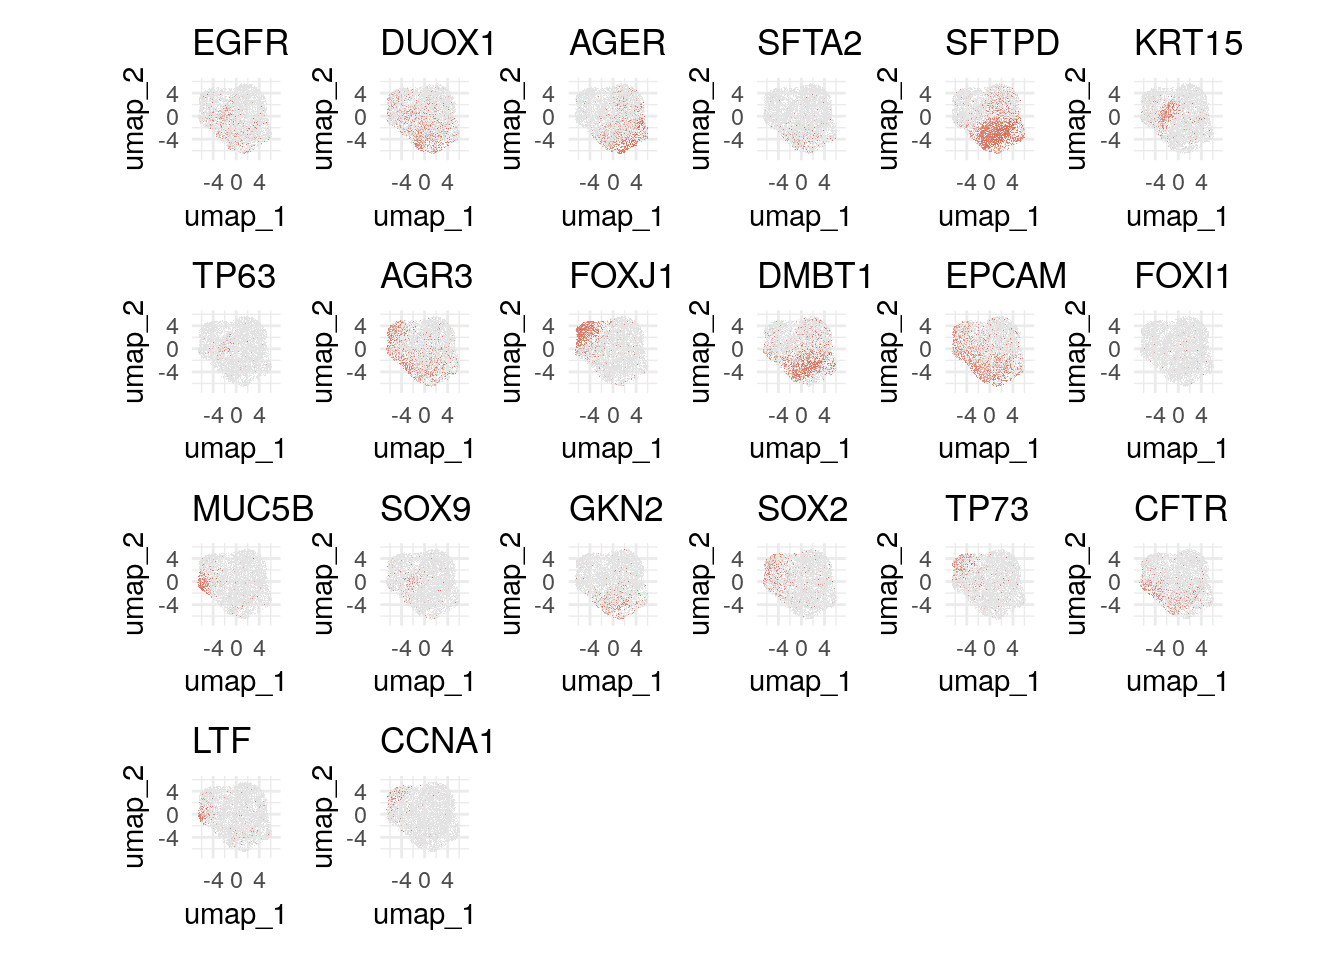 EGFR DUOX1 AGER SFTA2 SFTPD KRT15
umap_2 4 0 -4 umap_2 4 0 -4 umap_2 4 0 -4 umap_2 4 0 -4 umap_2 4 0 -4 umap_2 4 0 -4
-4 0 4 -4 0 4 -4 0 4 -4 0 4 -4 0 4 -4 0 4
umap_1 umap_1 umap_1 umap_1 umap_1 umap_1
TP63 AGR3 FOXJ1 DMBT1 EPCAM FOXI1
umap_2 4 0 -4 umap_2 4 0 -4 umap_2 4 0 -4 umap_2 4 0 -4 umap_2 4 0 -4 umap_2 4 0 -4
-4 0 4 -4 0 4 -4 0 4 -4 0 4 -4 0 4 -4 0 4
umap_1 umap_1 umap_1 umap_1 umap_1 umap_1
MUC5B SOX9 GKN2 SOX2 TP73 CFTR
umap_2 4 0 -4 umap_2 4 0 -4 umap_2 4 0 -4 umap_2 4 0 -4 umap_2 4 0 -4 umap_2 4 0 -4
-4 0 4 -4 0 4 -4 0 4 -4 0 4 -4 0 4 -4 0 4
umap_1 umap_1 umap_1 umap_1 umap_1 umap_1
LTF CCNA1
umap_2 4 0 -4 umap_2 4 0 -4
-4 0 4 -4 0 4
umap_1 umap_1